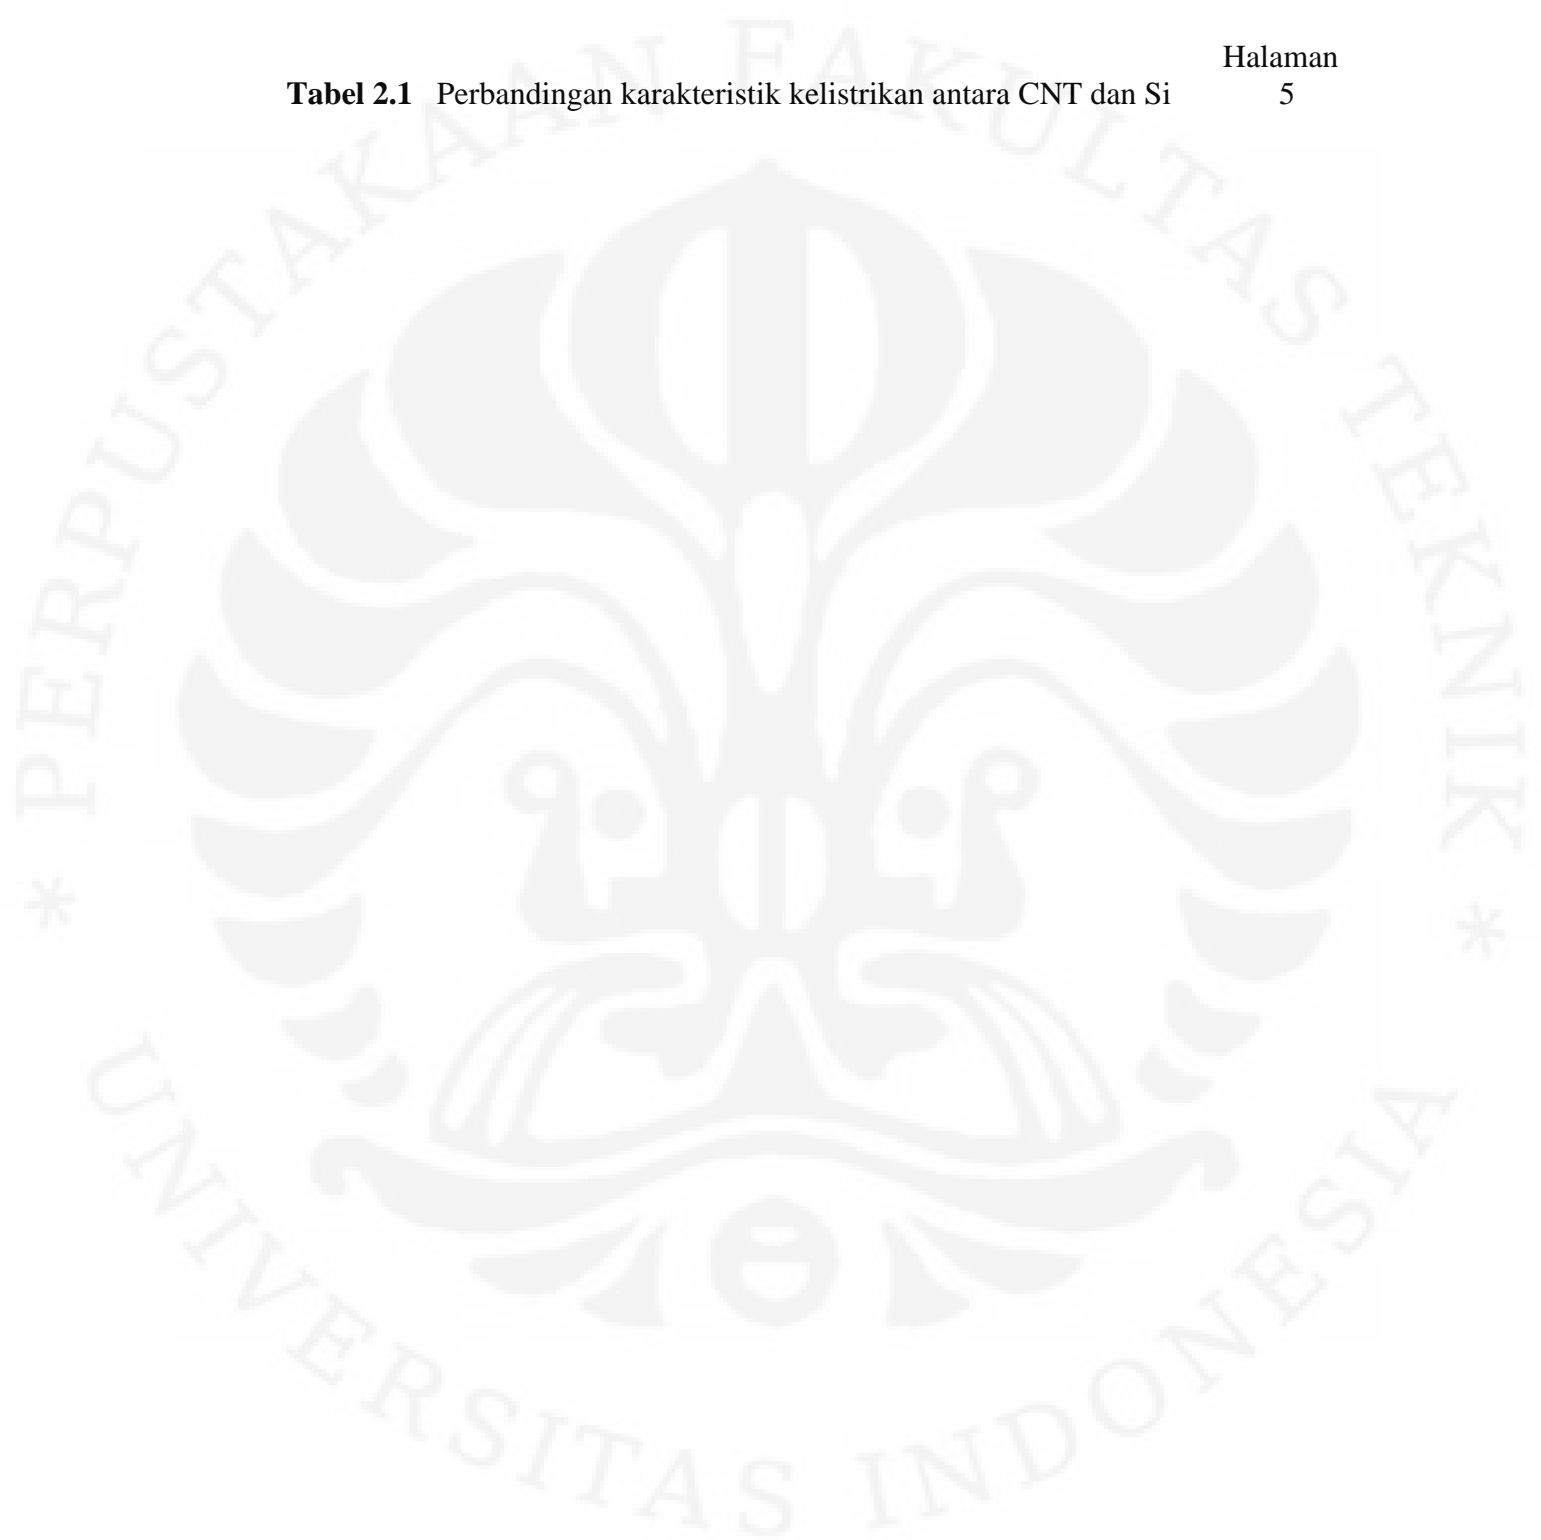 Halaman
Tabel 2.1 Perbandingan karakteristik kelistrikan antara CNT dan Si 5
PERPUSTAKAAN FAKULTAS TEKNIK
* *
UNIVERSITAS INDONESIA